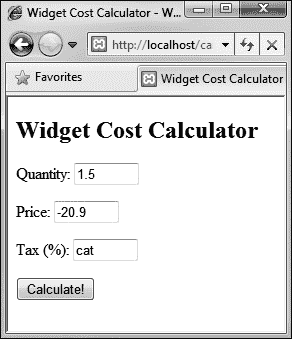 Widget Cost Calculator - W...
http://localhost/ca
Favorites
Widget Cost Calculator
Widget Cost Calculator
Quantity: 1.5
Price: -20.9
Tax (%): cat
Calculate!